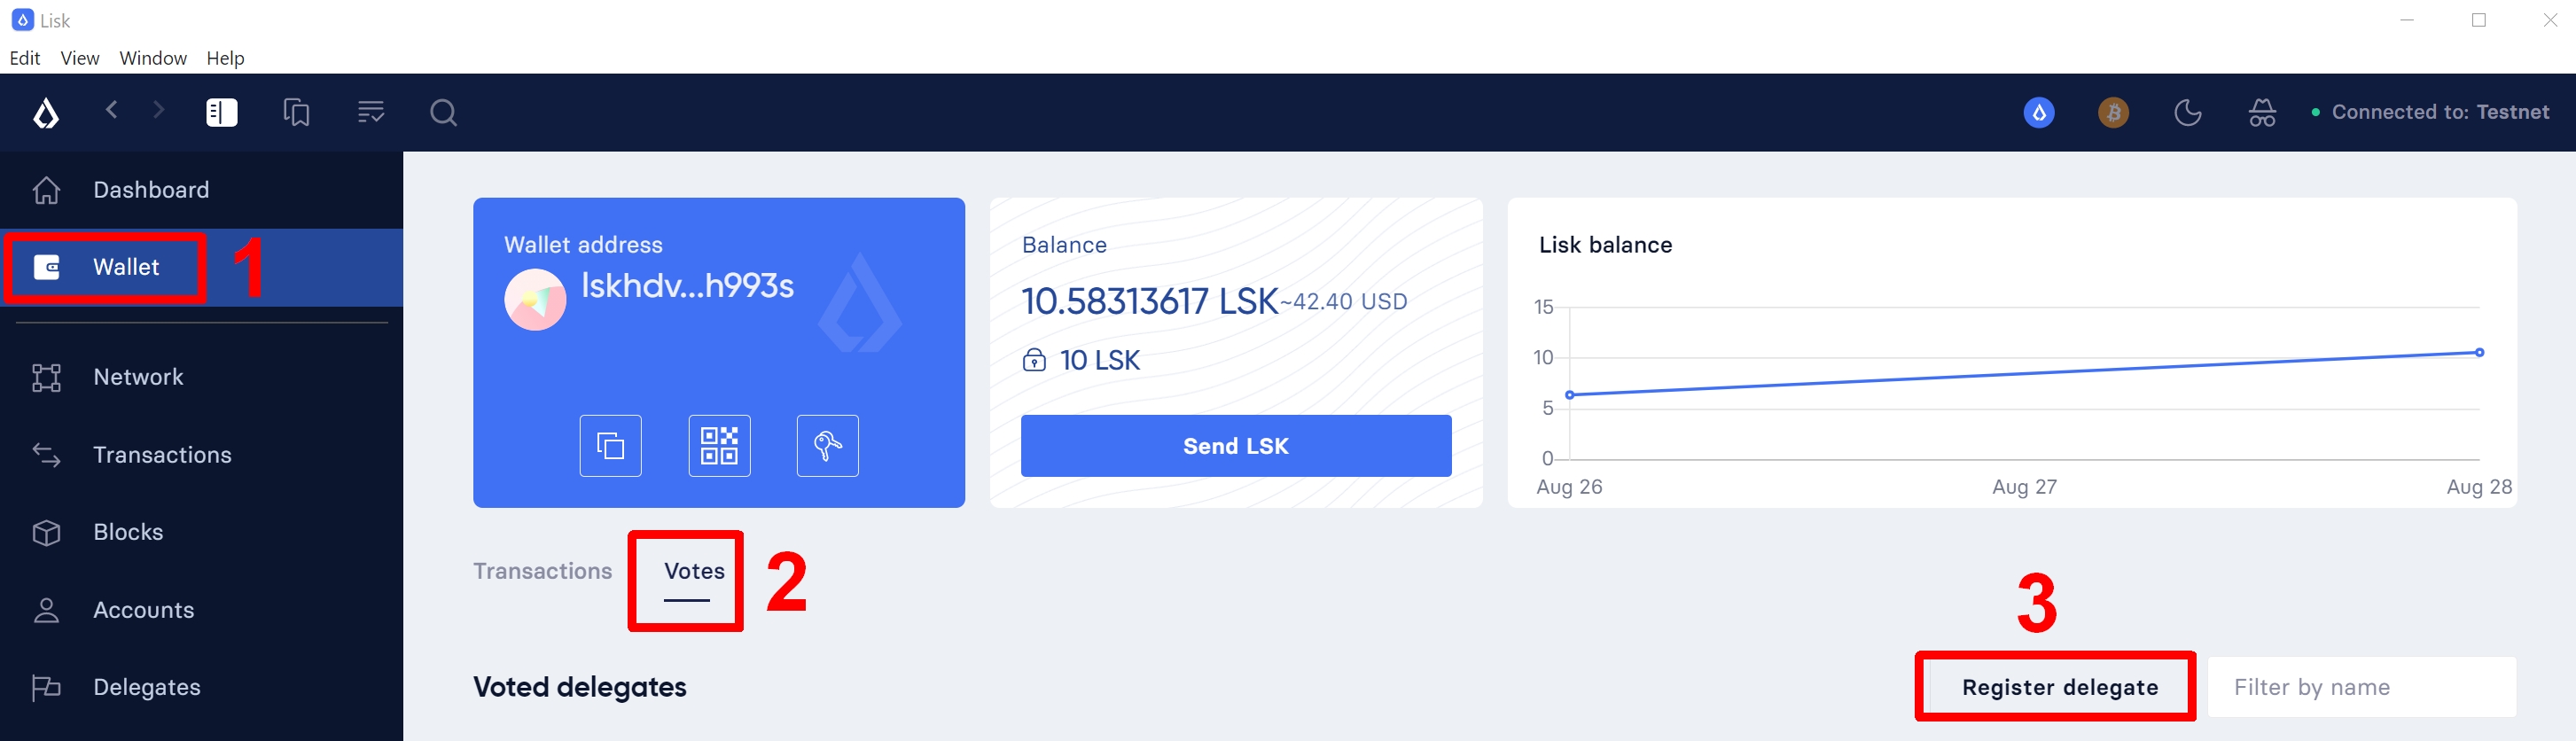 Lisk
Edit View Window Help
Connected to: Testnet
Dashboard
Wallet 1
Network
Transactions
Blocks
Accounts
Delegates
Wallet address
lskhdv...h993s
Balance
10.58313617 LSK ~42.40 USD
10 LSK
Send LSK
Lisk balance
15
10
5
0
Aug 26 Aug 27 Aug 28
Transactions Votes 2
3
Voted delegates Register delegate Filter by name